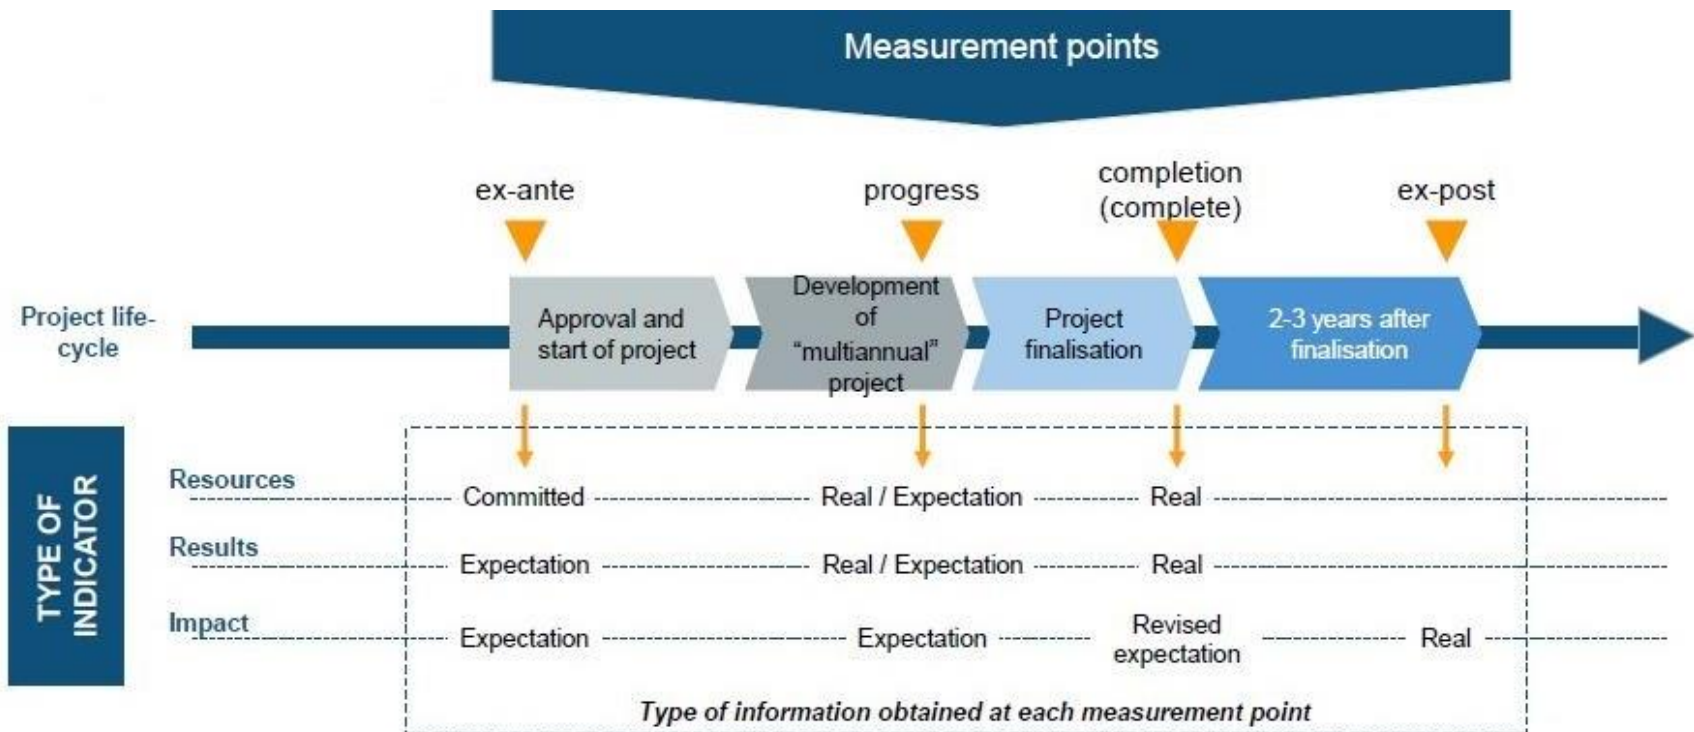 Measurement points
ex-ante
progress
completion
(complete)
ex-post
Project life-
cycle
Approval and
start of project
Development
of
“multiannual”
project
Project
finalisation
2-3 years after
finalisation
TYPE OF
INDICATOR
Resources
Committed
Real / Expectation
Real
Results
Expectation
Real / Expectation
Real
Impact
Expectation
Expectation
Revised
expectation
Real
Type of information obtained at each measurement point